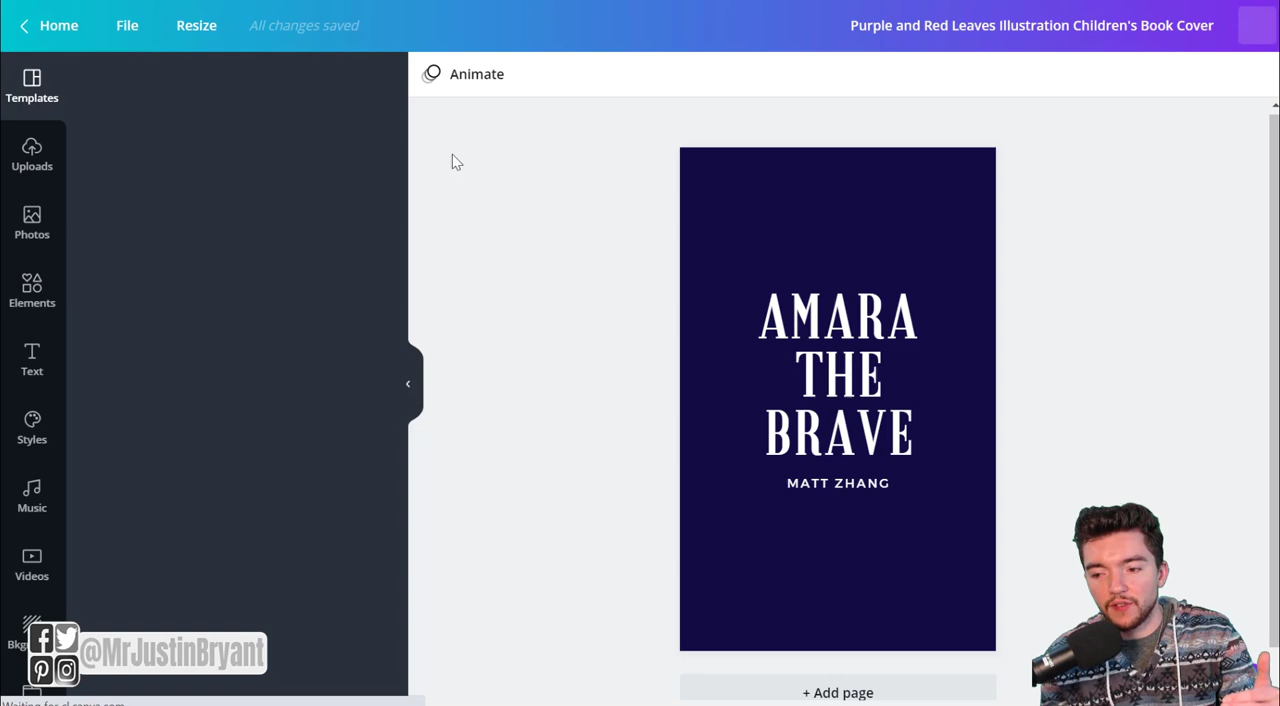 Home
File
Resize
All changes saved
Purple and Red Leaves Illustration Children's Book Cover
Templates
Animate
Uploads
Photos
Elements
Text
Styles
Music
Videos
AMARA
THE
BRAVE
MATT ZHANG
@MrJustinBryant
+ Add page